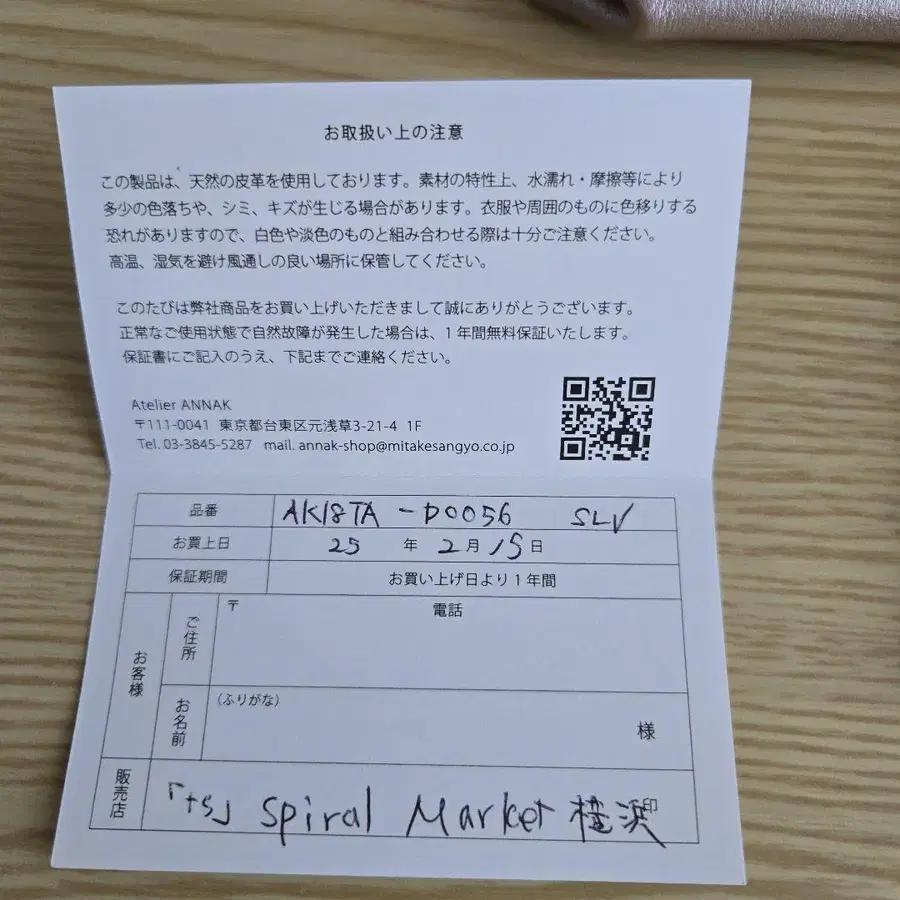 お取扱い上の注意
この製品は、天然の皮革を使用しております。素材の特性上、水濡れ・摩擦等により
多少の色落ちや、シミ、キズが生じる場合があります。衣服や周囲のものに色移りする
恐れがありますので、白色や淡色のものと組み合わせる際は十分ご注意ください。
高温、湿気を避け風通しの良い場所に保管してください。
このたびは弊社商品をお買い上げいただきまして誠にありがとうございます。
正常なご使用状態で自然故障が発生した場合は、1年間無料保証いたします。
保証書にご記入のうえ、下記までご連絡ください。
Atelier ANNAK
〒111-0041 東京都台東区元浅草3-21-4 1F
Tel. 03-3845-5287 mail. annak-shop@mitakesangyo.co.jp
品番 AK18TA-D0056 SLV
お買上日 25 年 2 月 15 日
保証期間 お買い上げ日より1年間
お客様
ご住所 〒 電話
お名前 (ふりがな) 様
販売店 「+S」 Spiral Market 横浜 印